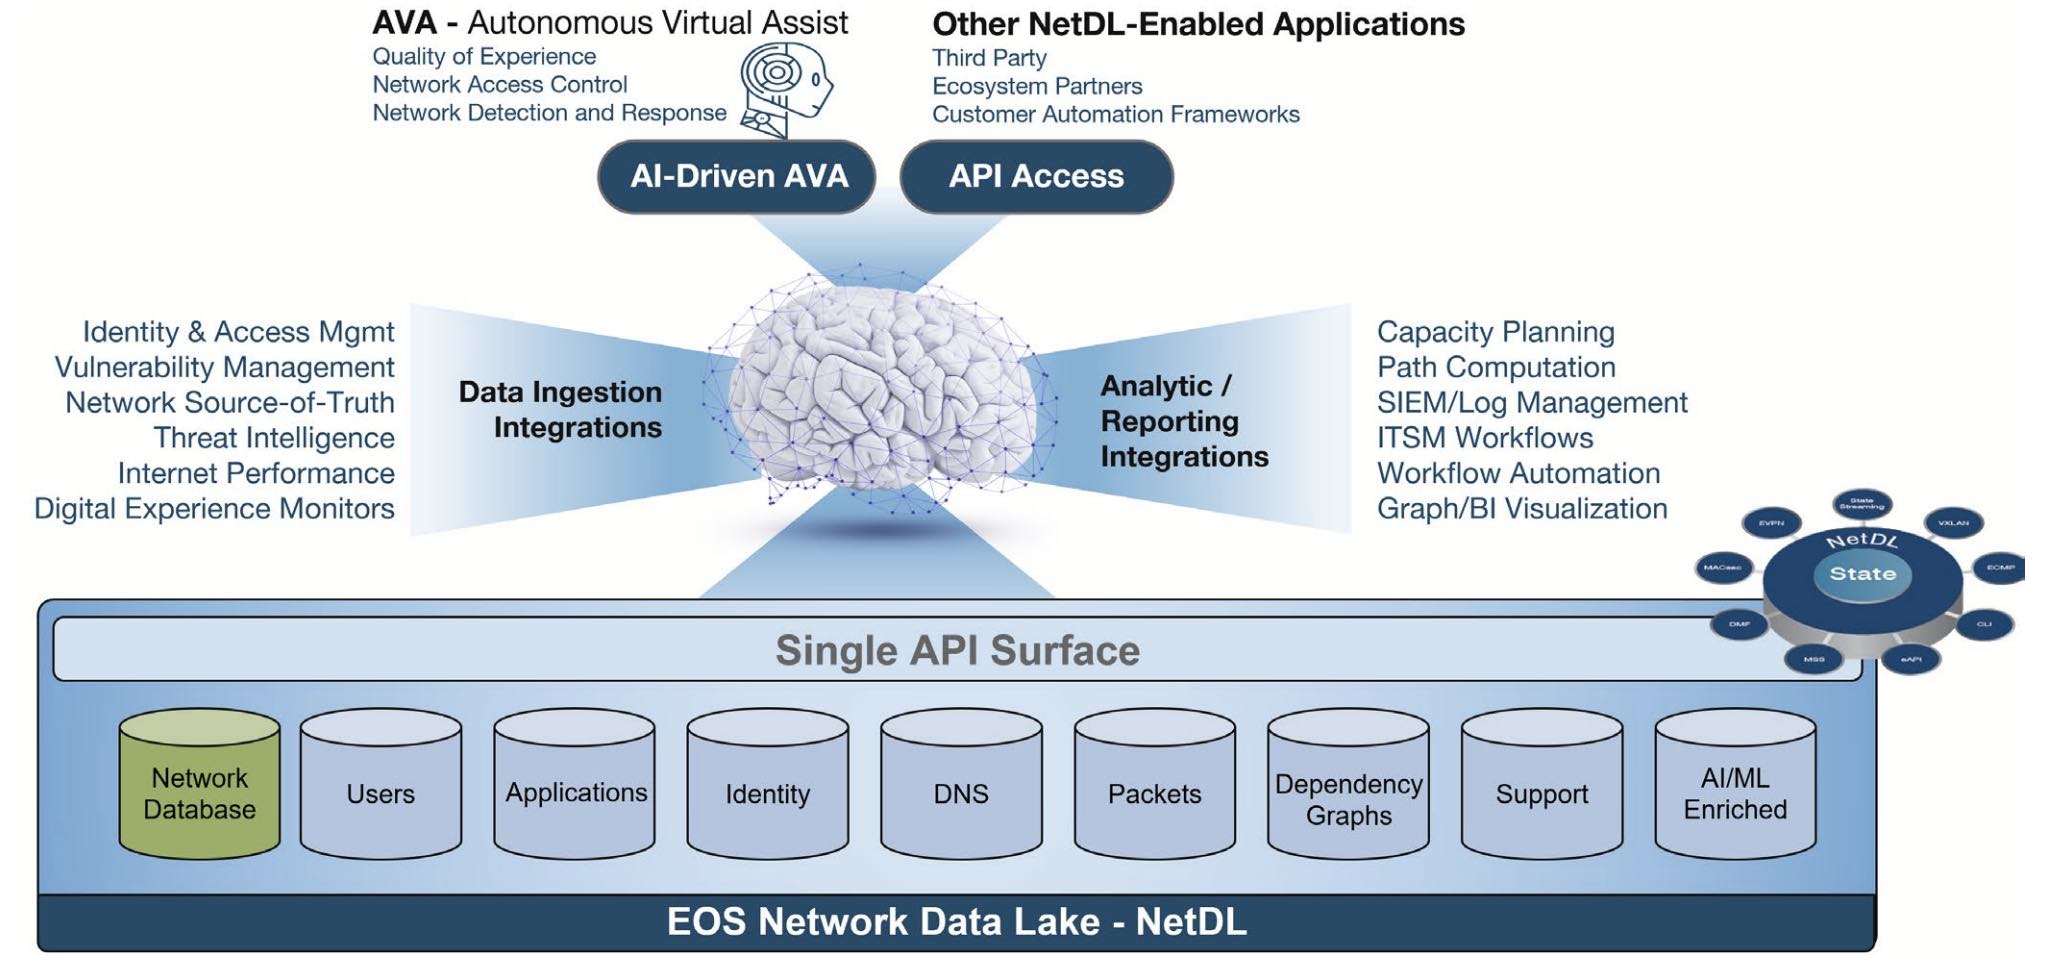 AVA - Autonomous Virtual Assist
Quality of Experience
Network Access Control
Network Detection and Response
Other NetDL-Enabled Applications
Third Party
Ecosystem Partners
Customer Automation Frameworks
AI-Driven AVA
API Access
Identity & Access Mgmt
Vulnerability Management
Network Source-of-Truth
Threat Intelligence
Internet Performance
Digital Experience Monitors
Data Ingestion
Integrations
Analytic /
Reporting
Integrations
Capacity Planning
Path Computation
SIEM/Log Management
ITSM Workflows
Workflow Automation
Graph/BI Visualization
State
Streaming
EVPN
VXLAN
NetDL
State
MACsec
ECMP
DMF
CLI
MSS
eAPI
Single API Surface
Network
Database
Users
Applications
Identity
DNS
Packets
Dependency
Graphs
Support
AI/ML
Enriched
EOS Network Data Lake - NetDL